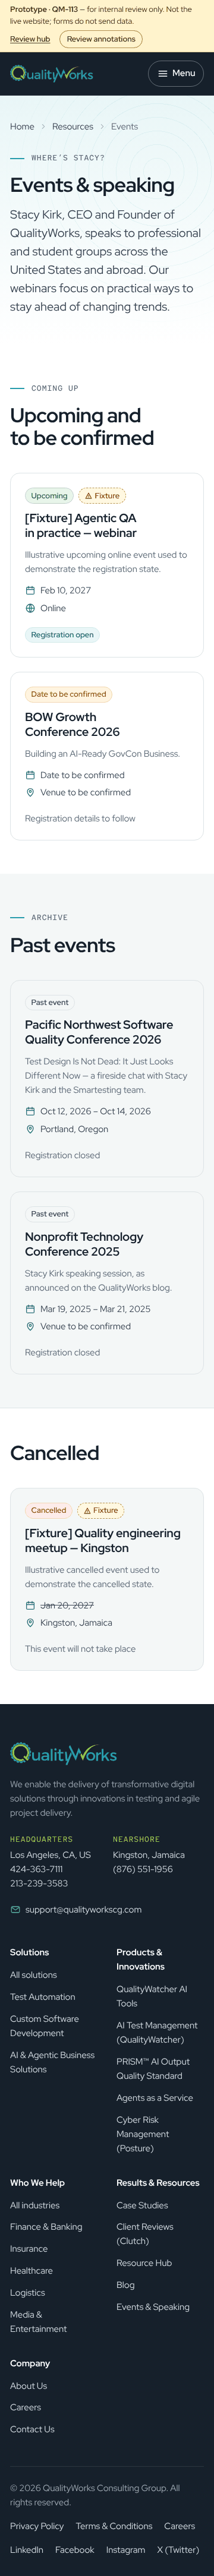 Prototype · QM-113 — for internal review only. Not the
live website; forms do not send data.
Review hub
Review annotations
QualityWorks
Menu
Home > Resources > Events
WHERE'S STACY?
Events & speaking
Stacy Kirk, CEO and Founder of
QualityWorks, speaks to professional
and student groups across the
United States and abroad. Our
webinars focus on practical ways to
stay ahead of changing trends.
COMING UP
Upcoming and
to be confirmed
Upcoming
Fixture
[Fixture] Agentic QA
in practice — webinar
Illustrative upcoming online event used to
demonstrate the registration state.
Feb 10, 2027
Online
Registration open
Date to be confirmed
BOW Growth
Conference 2026
Building an AI-Ready GovCon Business.
Date to be confirmed
Venue to be confirmed
Registration details to follow
ARCHIVE
Past events
Past event
Pacific Northwest Software
Quality Conference 2026
Test Design Is Not Dead: It Just Looks
Different Now — a fireside chat with Stacy
Kirk and the Smartesting team.
Oct 12, 2026 – Oct 14, 2026
Portland, Oregon
Registration closed
Past event
Nonprofit Technology
Conference 2025
Stacy Kirk speaking session, as
announced on the QualityWorks blog.
Mar 19, 2025 – Mar 21, 2025
Venue to be confirmed
Registration closed
Cancelled
Cancelled
Fixture
[Fixture] Quality engineering
meetup — Kingston
Illustrative cancelled event used to
demonstrate the cancelled state.
Jan 20, 2027
Kingston, Jamaica
This event will not take place
QualityWorks
We enable the delivery of transformative digital
solutions through innovations in testing and agile
project delivery.
HEADQUARTERS
Los Angeles, CA, US
424-363-7111
213-239-3583
NEARSHORE
Kingston, Jamaica
(876) 551-1956
support@qualityworkscg.com
Solutions
All solutions
Test Automation
Custom Software
Development
AI & Agentic Business
Solutions
Products &
Innovations
QualityWatcher AI
Tools
AI Test Management
(QualityWatcher)
PRISM™ AI Output
Quality Standard
Agents as a Service
Cyber Risk
Management
(Posture)
Who We Help
All industries
Finance & Banking
Insurance
Healthcare
Logistics
Media &
Entertainment
Results & Resources
Case Studies
Client Reviews
(Clutch)
Resource Hub
Blog
Events & Speaking
Company
About Us
Careers
Contact Us
© 2026 QualityWorks Consulting Group. All
rights reserved.
Privacy Policy
Terms & Conditions
Careers
LinkedIn
Facebook
Instagram
X (Twitter)